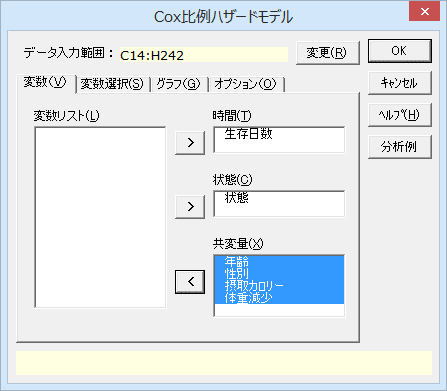 Cox比例ハザードモデル
データ入力範囲： C14:H242
変更(R)
OK
キャンセル
ヘルプ(H)
分析例
変数(V) 変数選択(S) グラフ(G) オプション(O)
変数リスト(L)
>
時間(T)
生存日数
>
状態(C)
状態
<
共変量(X)
年齢
性別
摂取カロリー
体重減少